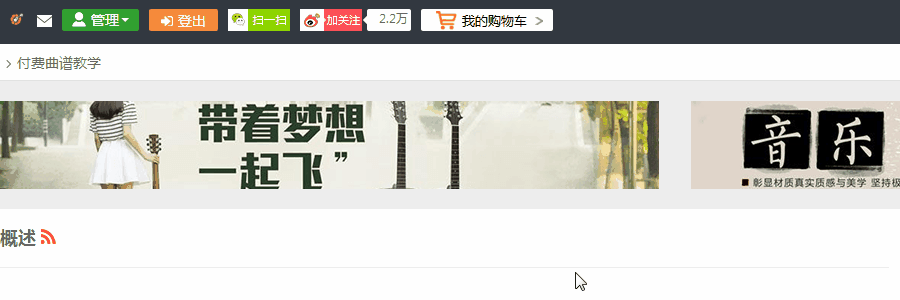 管理 登出 扫一扫 加关注 2.2万 我的购物车 >
> 付费曲谱教学
带着梦想
一起飞”
音乐
■ 彰显材质真实质感与美学 坚持极
概述